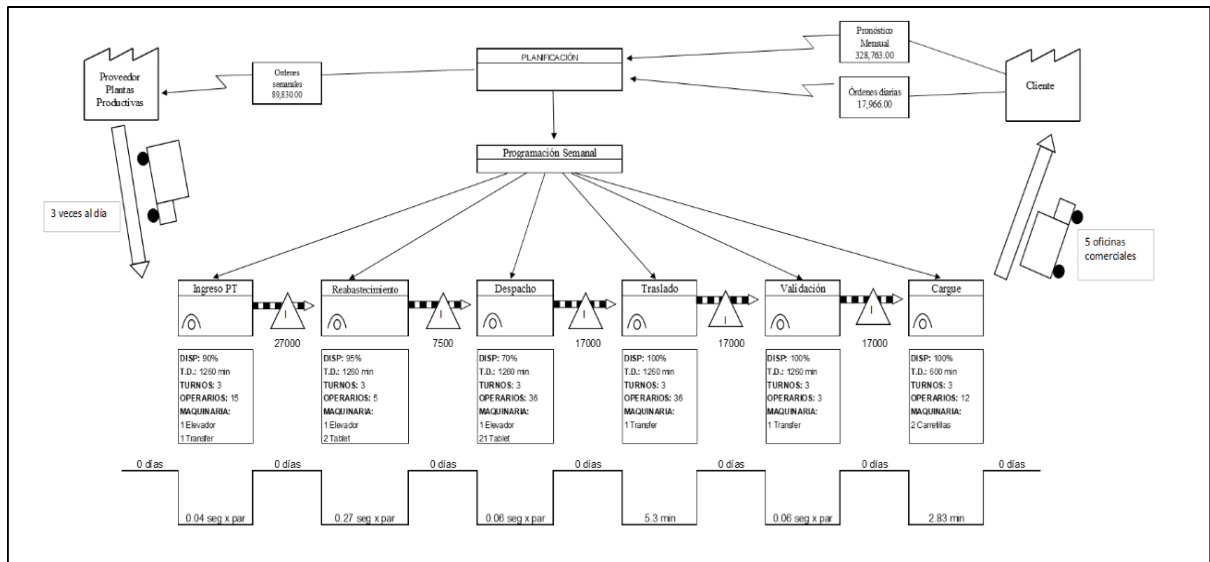 Pronóstico
Mensual
328,763.00
PLANIFICACIÓN
Ordenes
semanales
89,830.00
Proveedor
Plantas
Productivas
Cliente
Órdenes diarias
17,966.00
Programación Semanal
3 veces al día
5 oficinas
comerciales
Ingreso PT
Reabastecimiento
Despacho
Traslado
Validación
Cargue
I
I
I
I
I
27000
7500
17000
17000
17000
DISP: 90%
T.D.: 1260 min
TURNOS: 3
OPERARIOS: 15
MAQUINARIA:
1 Elevador
1 Transfer
DISP: 95%
T.D.: 1260 min
TURNOS: 3
OPERARIOS: 5
MAQUINARIA:
1 Elevador
2 Tablet
DISP: 70%
T.D.: 1260 min
TURNOS: 3
OPERARIOS: 36
MAQUINARIA:
1 Elevador
21 Tablet
DISP: 100%
T.D.: 1260 min
TURNOS: 3
OPERARIOS: 36
MAQUINARIA:
1 Transfer
DISP: 100%
T.D.: 1260 min
TURNOS: 3
OPERARIOS: 3
MAQUINARIA:
1 Transfer
DISP: 100%
T.D.: 600 min
TURNOS: 3
OPERARIOS: 12
MAQUINARIA:
2 Carretillas
0 días
0 días
0 días
0 días
0 días
0 días
0 días
0.04 seg x par
0.27 seg x par
0.06 seg x par
5.3 min
0.06 seg x par
2.83 min